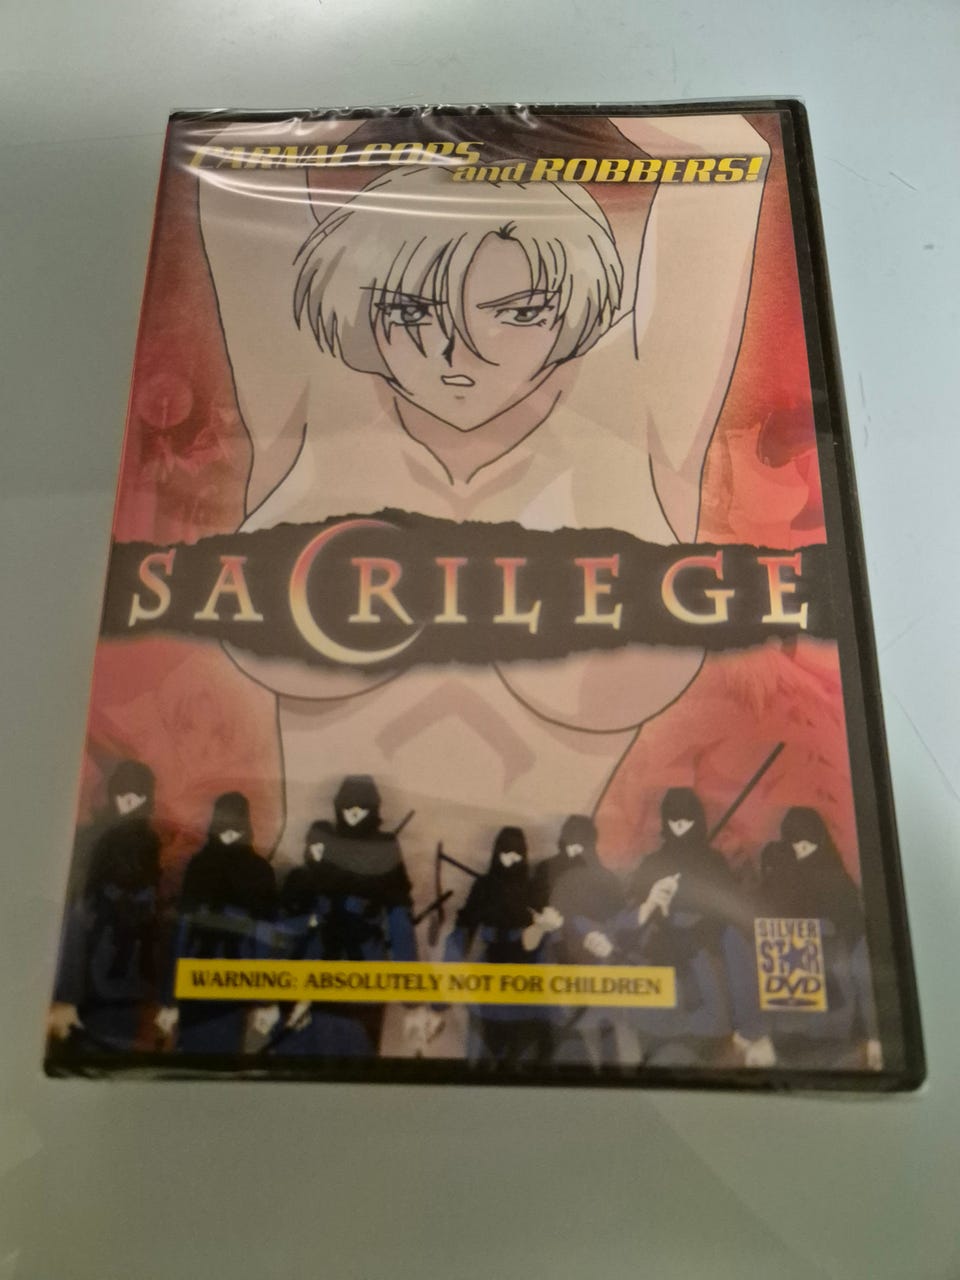 CARNAL COPS
and ROBBERS!
SACRILEGE
WARNING: ABSOLUTELY NOT FOR CHILDREN
SILVER
STAR
DVD